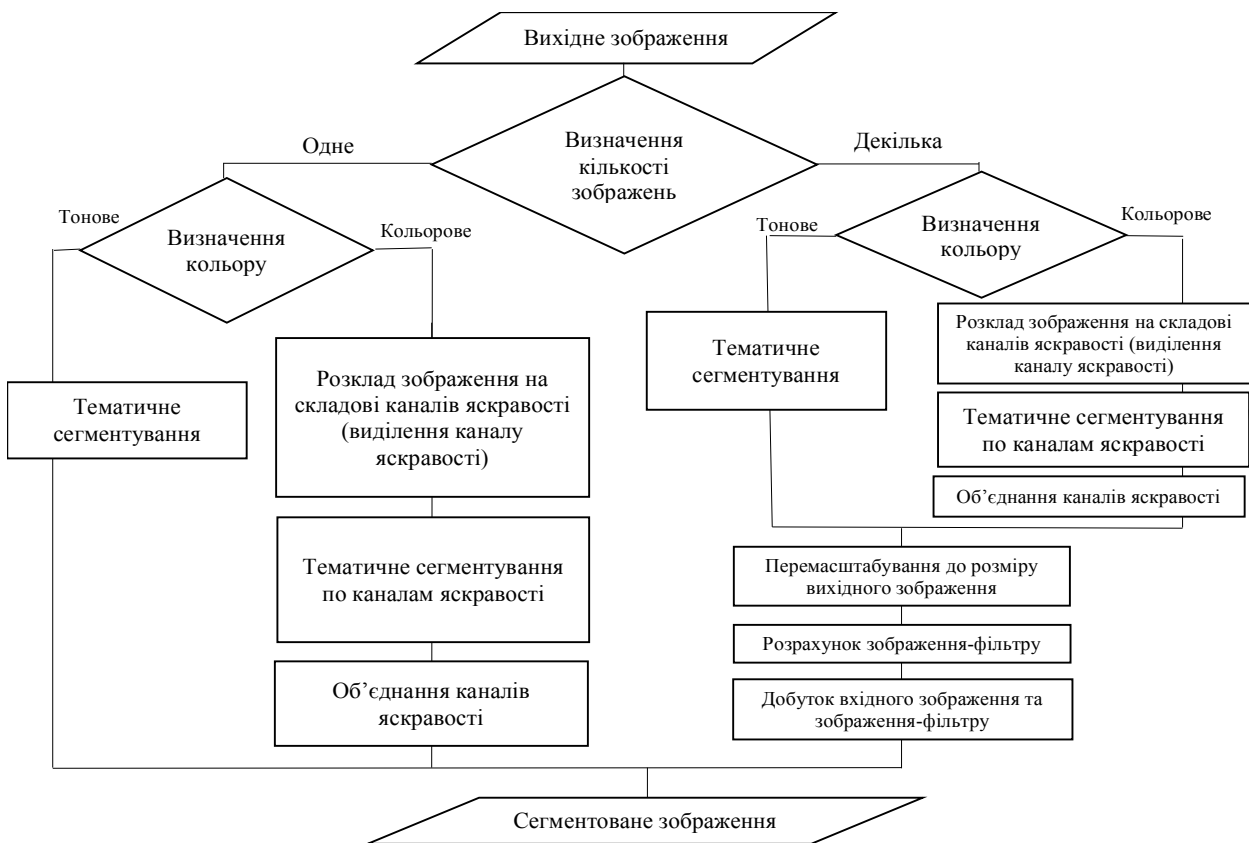 Вихідне зображення
Визначення
кількості
зображень
Одне
Декілька
Тонове
Визначення
кольору
Кольорове
Тонове
Визначення
кольору
Кольорове
Тематичне
сегментування
Розклад зображення на
складові каналів яскравості
(виділення каналу
яскравості)
Тематичне сегментування
по каналам яскравості
Об’єднання каналів
яскравості
Тематичне
сегментування
Розклад зображення на складові
каналів яскравості (виділення
каналу яскравості)
Тематичне сегментування
по каналам яскравості
Об’єднання каналів яскравості
Перемасштабування до розміру
вихідного зображення
Розрахунок зображення-фільтру
Добуток вхідного зображення та
зображення-фільтру
Сегментоване зображення